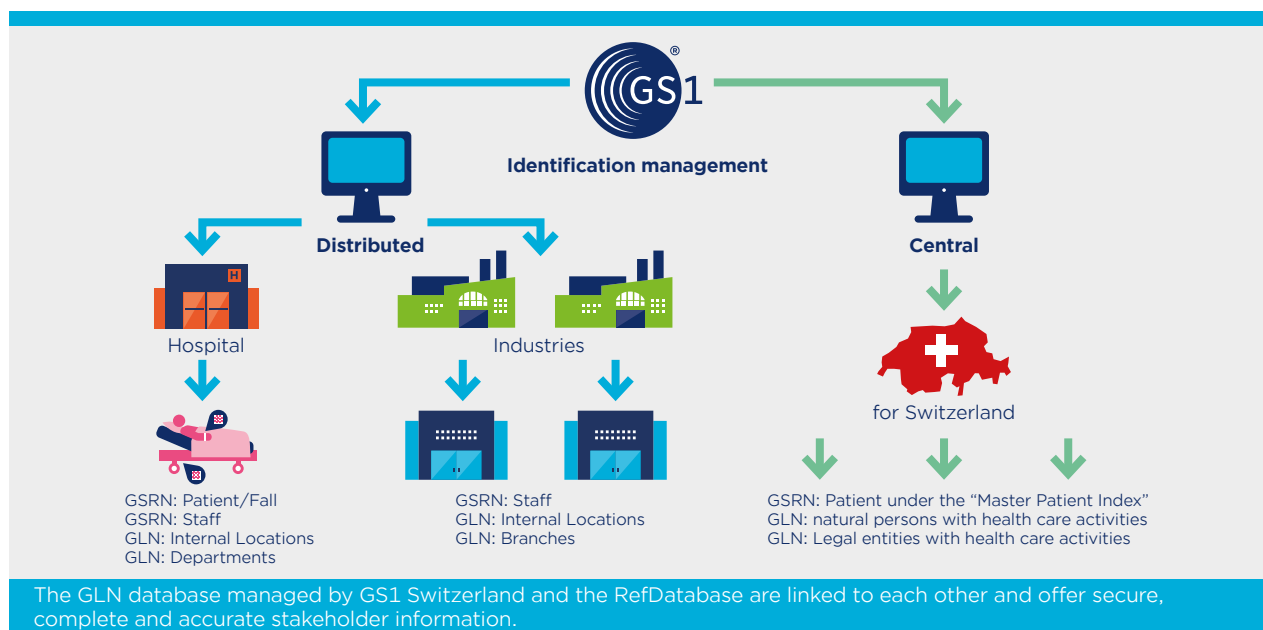 GS1®
Identification management
Distributed
Central
H
Hospital
Industries
for Switzerland
GSRN: Patient/Fall
GSRN: Staff
GLN: Internal Locations
GLN: Departments
GSRN: Staff
GLN: Internal Locations
GLN: Branches
GSRN: Patient under the “Master Patient Index”
GLN: natural persons with health care activities
GLN: Legal entities with health care activities
The GLN database managed by GS1 Switzerland and the RefDatabase are linked to each other and offer secure,
complete and accurate stakeholder information.